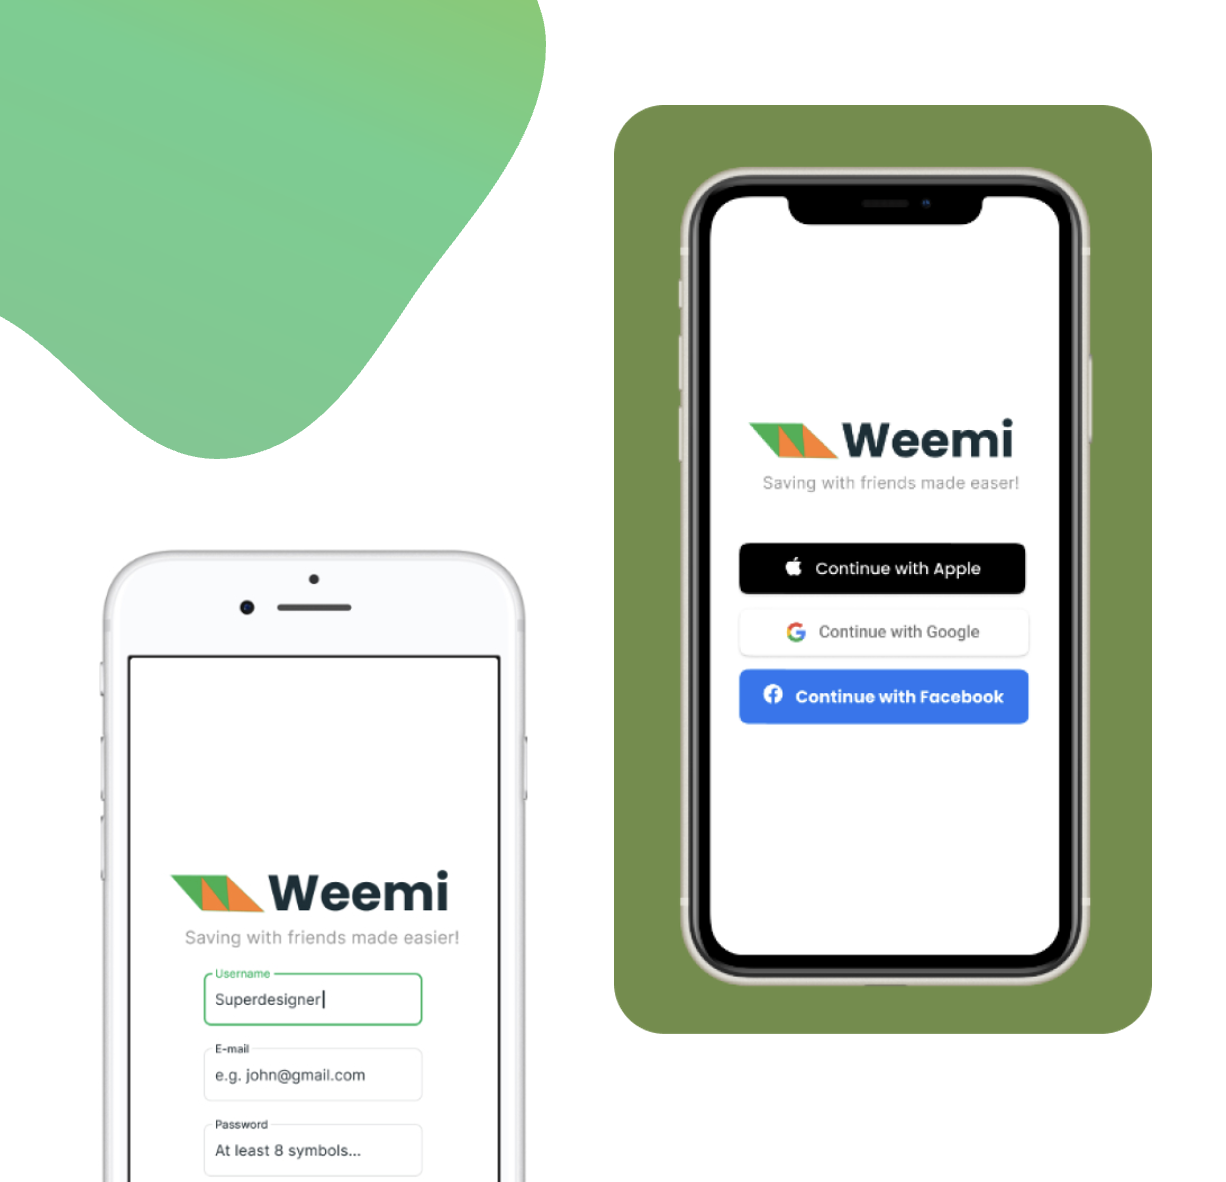 Weemi
Saving with friends made easer!
Continue with Apple
Continue with Google
Continue with Facebook
Weemi
Saving with friends made easier!
Username
Superdesigner
E-mail
e.g. john@gmail.com
Password
At least 8 symbols...